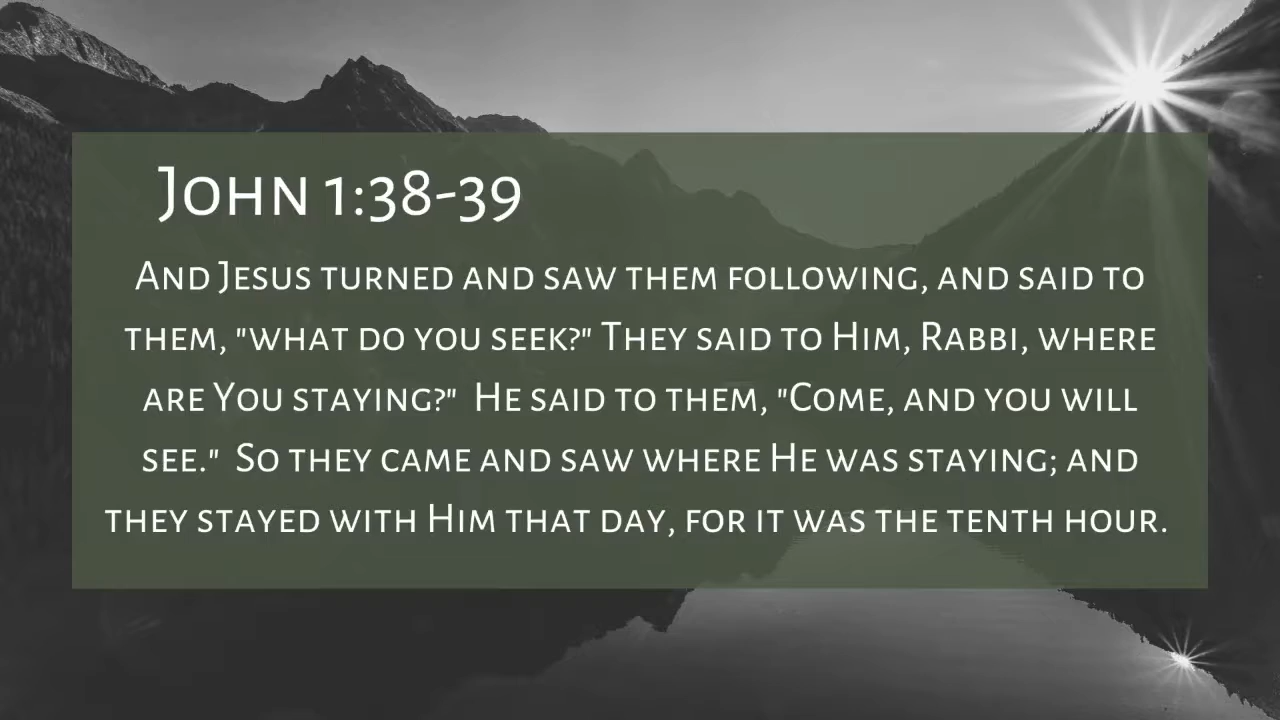 John 1:38-39
And Jesus turned and saw them following, and said to
them, "what do you seek?" They said to Him, Rabbi, where
are You staying?"  He said to them, "Come, and you will
see."  So they came and saw where He was staying; and
they stayed with Him that day, for it was the tenth hour.